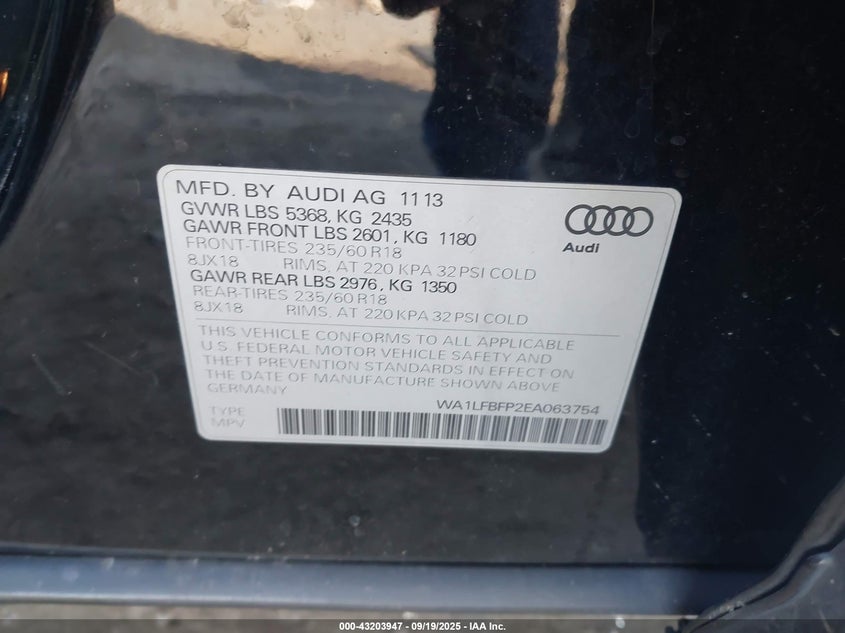 MFD. BY AUDI AG 11 13
GVWR LBS 5368, KG 2435
GAWR FRONT LBS 2601, KG 1180
FRONT-TIRES 235/60 R18
8JX18 RIMS, AT 220 KPA 32 PSI COLD
GAWR REAR LBS 2976, KG 1350
REAR-TIRES 235/60 R18
8JX18 RIMS, AT 220 KPA 32 PSI COLD
Audi
THIS VEHICLE CONFORMS TO ALL APPLICABLE
U.S. FEDERAL MOTOR VEHICLE SAFETY AND
THEFT PREVENTION STANDARDS IN EFFECT ON
THE DATE OF MANUFACTURE SHOWN ABOVE
GERMANY
WA1LFBFP2EA063754
TYPE
MPV
000-43203947 - 09/19/2025 - IAA Inc.